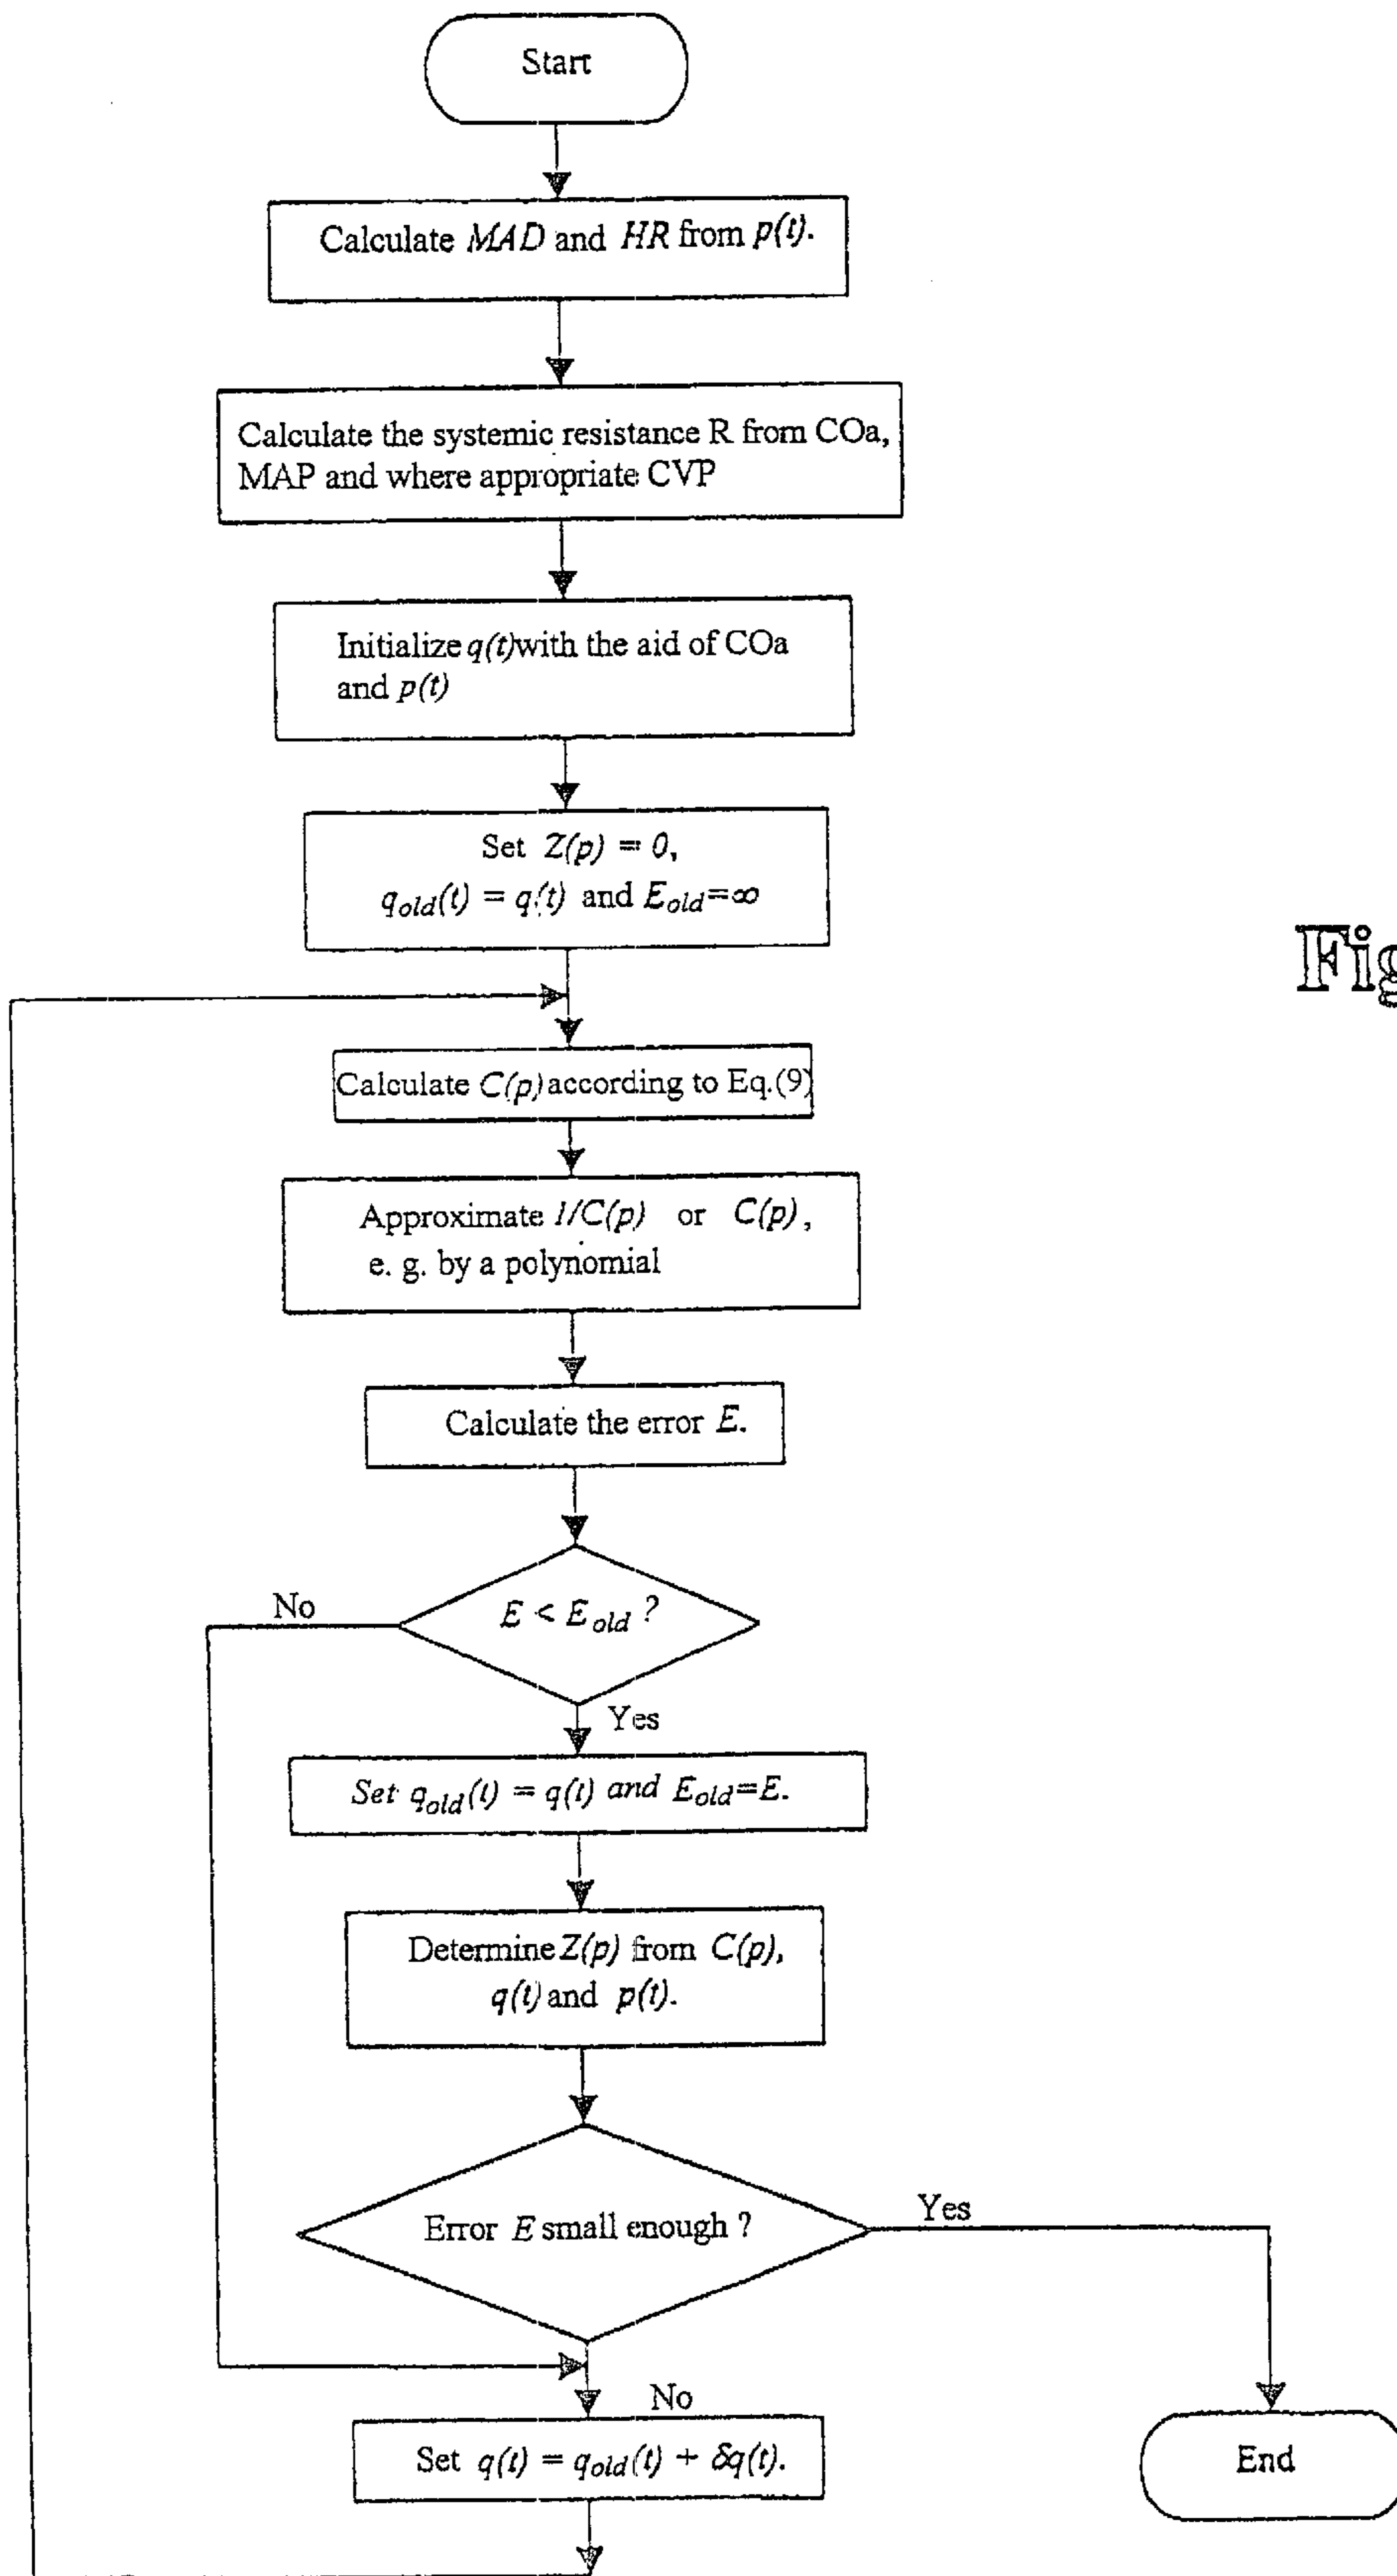 Start
Calculate MAD and HR from p(t).
Calculate the systemic resistance R from COa,
MAP and where appropriate CVP
Initialize q(t) with the aid of COa
and p(t)
Set Z(p) = 0,
q_old(t) = q(t) and E_old=∞
Fig
Calculate C(p) according to Eq.(9)
Approximate 1/C(p) or C(p),
e. g. by a polynomial
Calculate the error E.
E < E_old ?
No
Yes
Set q_old(t) = q(t) and E_old=E.
Determine Z(p) from C(p),
q(t) and p(t).
Error E small enough ?
Yes
No
Set q(t) = q_old(t) + δq(t).
End